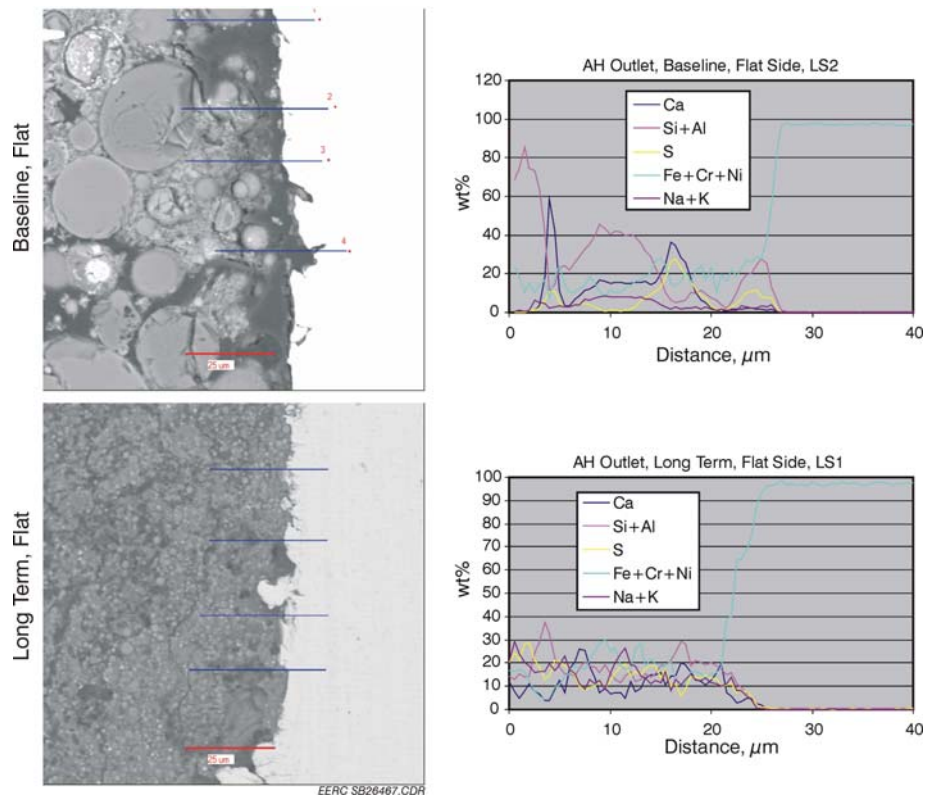 Baseline, Flat
2
3
4
25 um
AH Outlet, Baseline, Flat Side, LS2
wt%
120
100
80
60
40
20
0
Ca
Si+Al
S
Fe+Cr+Ni
Na+K
0 10 20 30 40
Distance, μm
Long Term, Flat
25 um
EERC SB26467.CDR
AH Outlet, Long Term, Flat Side, LS1
wt%
100
90
80
70
60
50
40
30
20
10
0
Ca
Si+Al
S
Fe+Cr+Ni
Na+K
0 10 20 30 40
Distance, μm